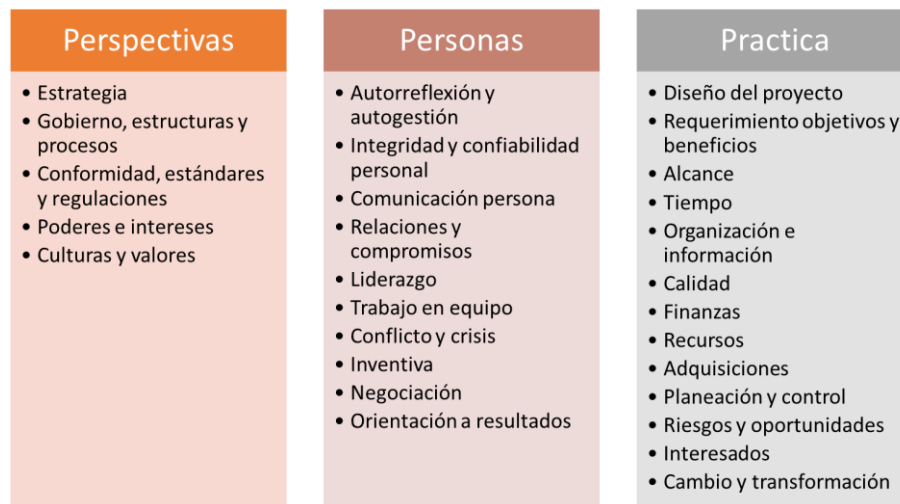 Perspectivas
• Estrategia
• Gobierno, estructuras y
procesos
• Conformidad, estándares
y regulaciones
• Poderes e intereses
• Culturas y valores
Personas
• Autorreflexión y
autogestión
• Integridad y confiabilidad
personal
• Comunicación persona
• Relaciones y
compromisos
• Liderazgo
• Trabajo en equipo
• Conflicto y crisis
• Inventiva
• Negociación
• Orientación a resultados
Practica
• Diseño del proyecto
• Requerimiento objetivos y
beneficios
• Alcance
• Tiempo
• Organización e
información
• Calidad
• Finanzas
• Recursos
• Adquisiciones
• Planeación y control
• Riesgos y oportunidades
• Interesados
• Cambio y transformación